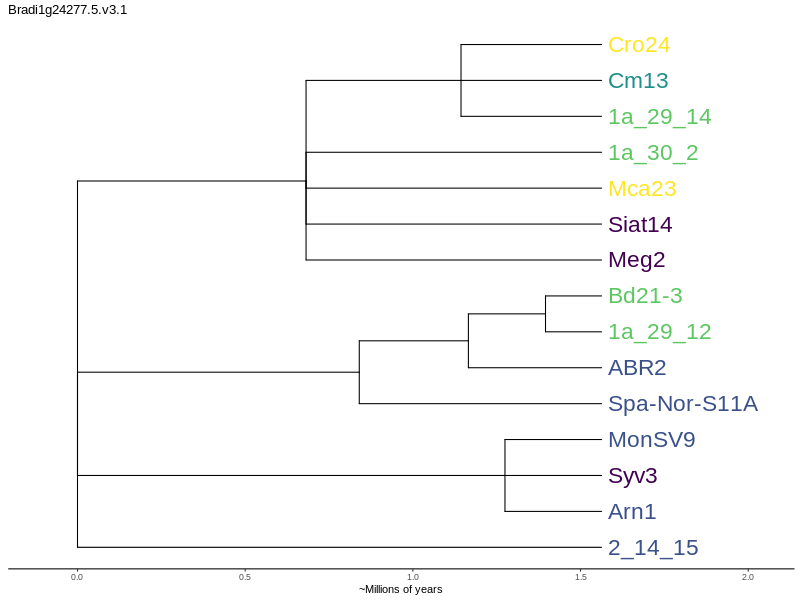 Bradi1g24277.5.v3.1
Cro24
Cm13
1a_29_14
1a_30_2
Mca23
Siat14
Meg2
Bd21-3
1a_29_12
ABR2
Spa-Nor-S11A
MonSV9
Syv3
Arn1
2_14_15
0.0 0.5 1.0 1.5 2.0
~Millions of years